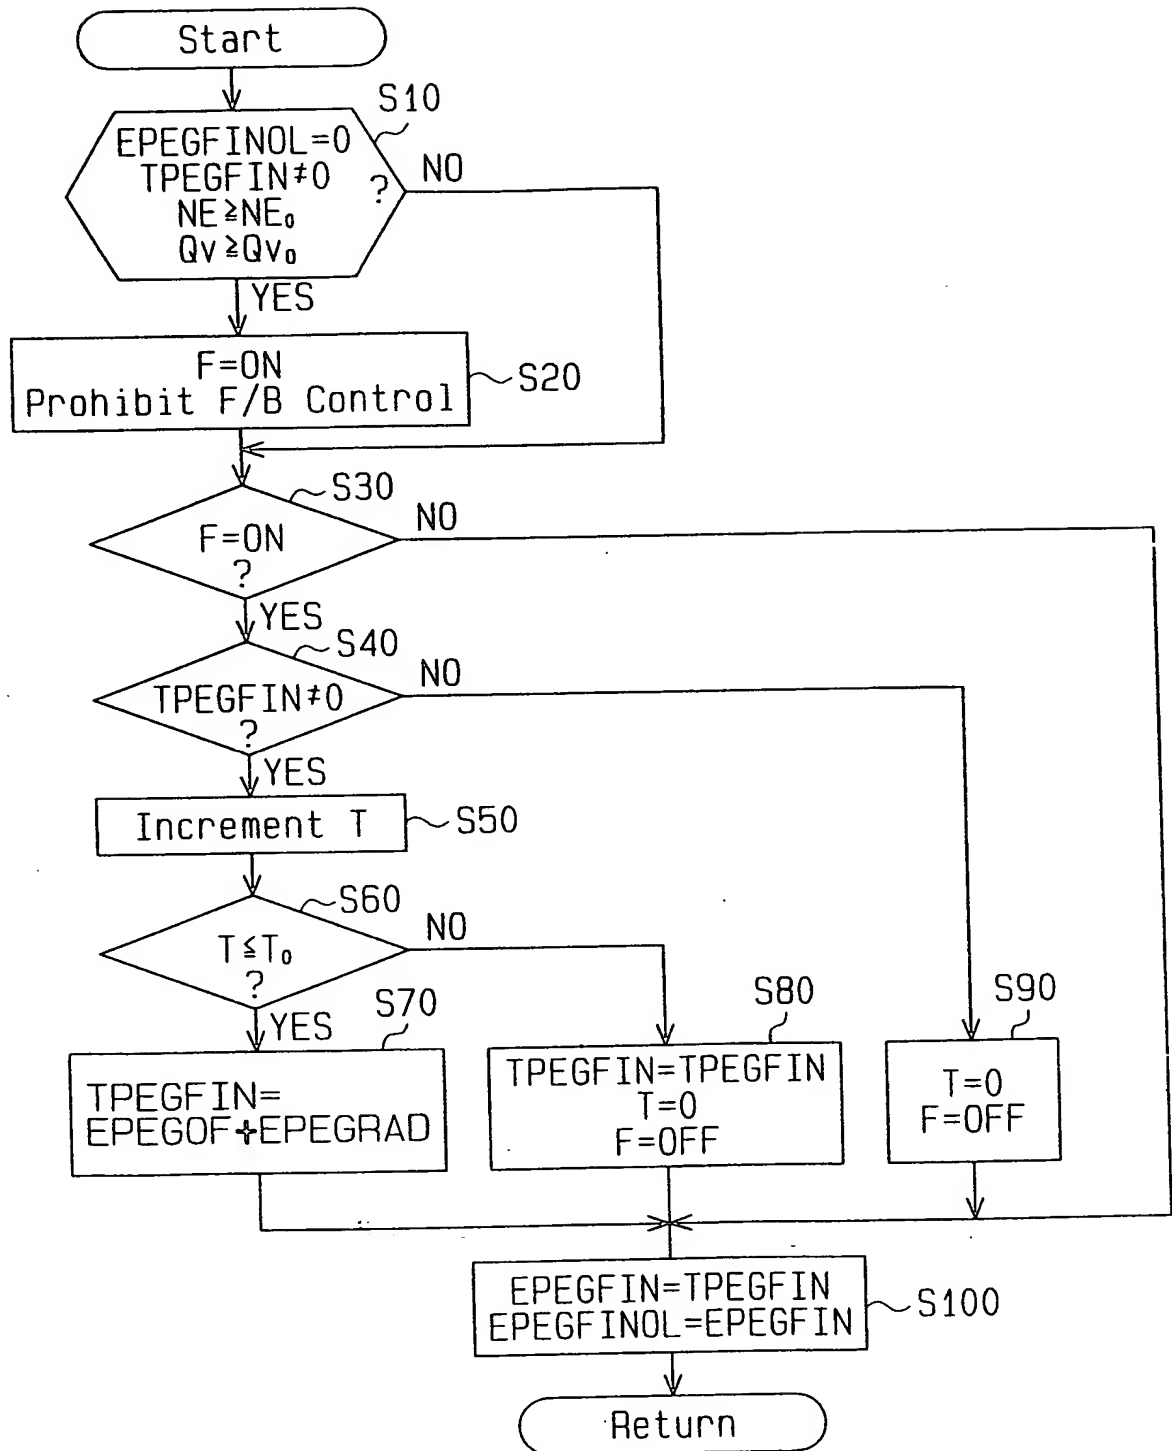 Start
S10
EPEGFINOL=0
TPEGFIN≠0
?
NE≧NE₀
Qv≧Qv₀
NO
YES
F=ON
Prohibit F/B Control
S20
S30
F=ON
?
NO
YES
S40
TPEGFIN≠0
?
NO
YES
Increment T
S50
S60
T≦T₀
?
NO
YES
S70
TPEGFIN=
EPEGOF+EPEGRAD
S80
TPEGFIN=TPEGFIN
T=0
F=OFF
S90
T=0
F=OFF
EPEGFIN=TPEGFIN
EPEGFINOL=EPEGFIN
S100
Return